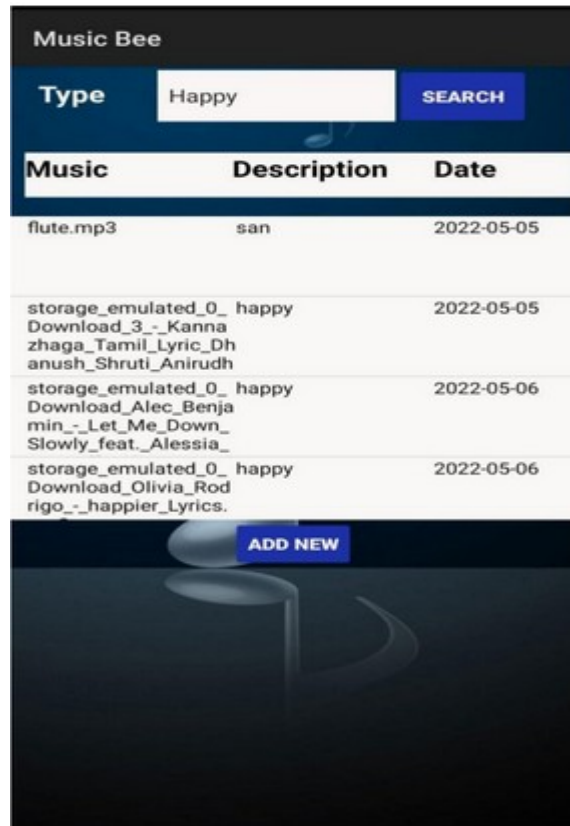 Music Bee
Type Happy SEARCH
Music Description Date
flute.mp3 san 2022-05-05
storage_emulated_0_ happy 2022-05-05
Download_3_-_Kanna
zhaga_Tamil_Lyric_Dh
anush_Shruti_Anirudh
storage_emulated_0_ happy 2022-05-06
Download_Alec_Benja
min_-_Let_Me_Down_
Slowly_feat._Alessia_
storage_emulated_0_ happy 2022-05-06
Download_Olivia_Rod
rigo_-_happier_Lyrics.
ADD NEW